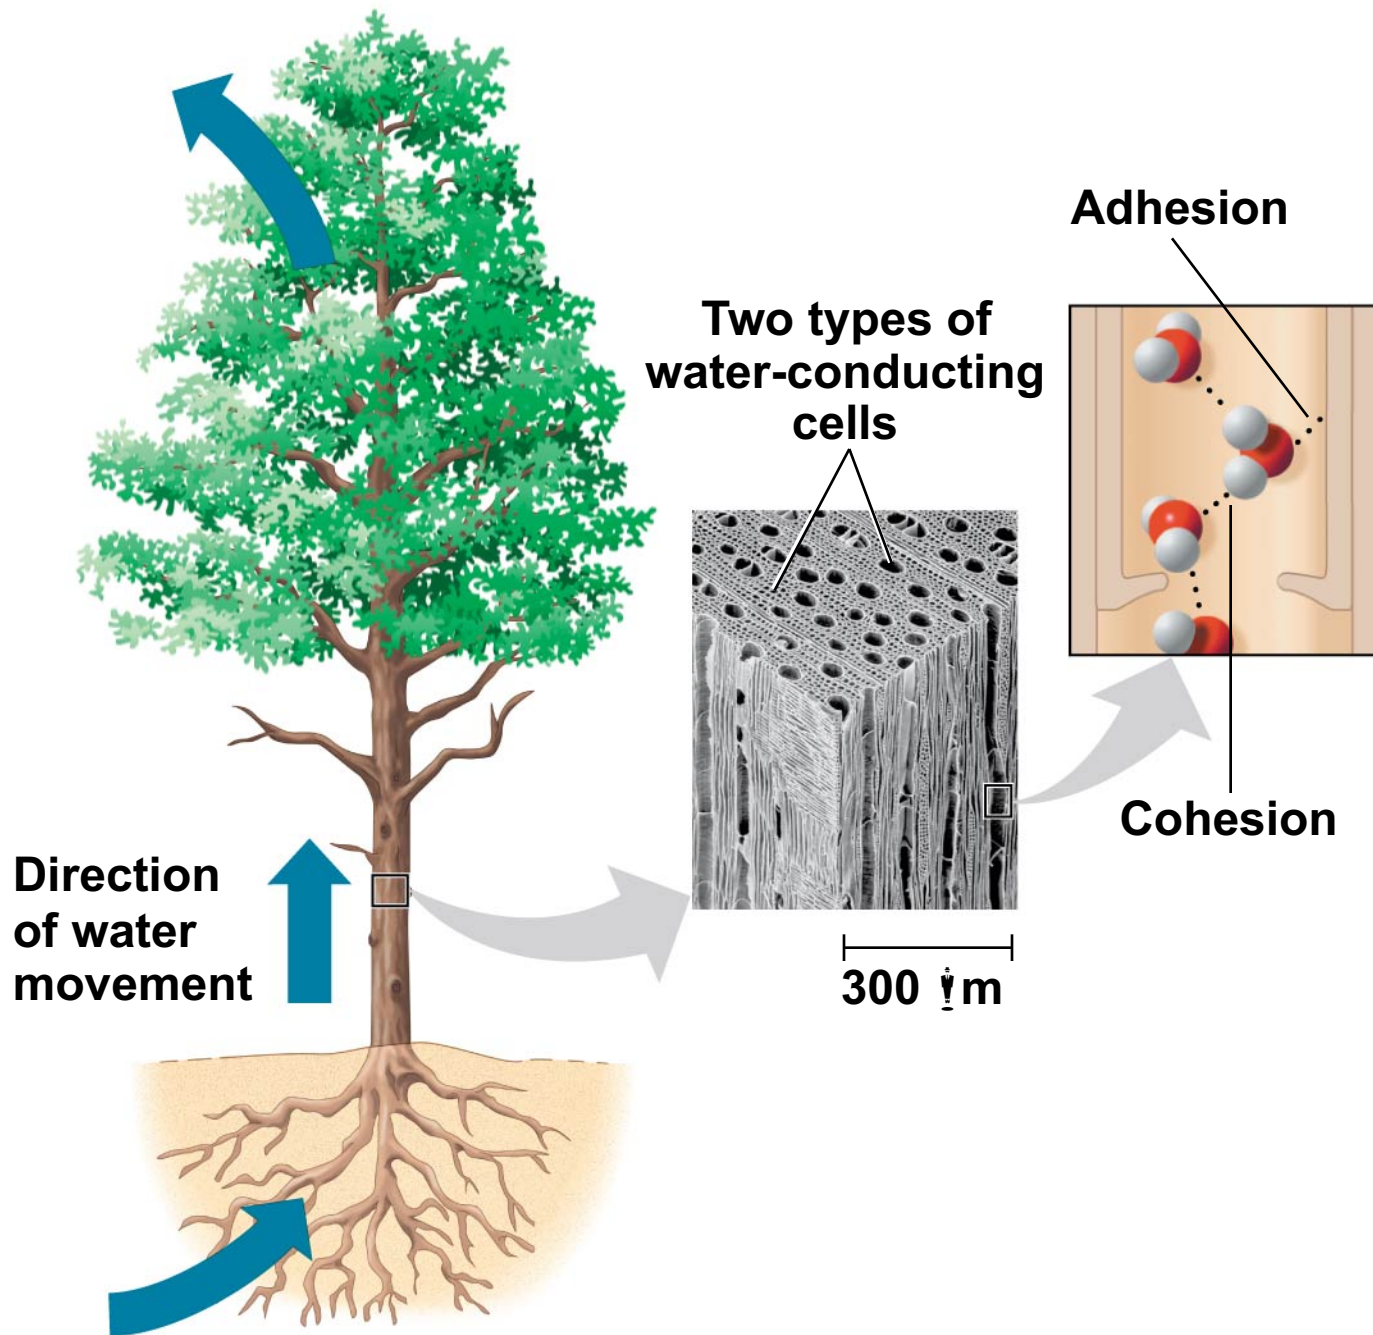 Adhesion
Two types of
water-conducting
cells
Cohesion
Direction
of water
movement
300 m